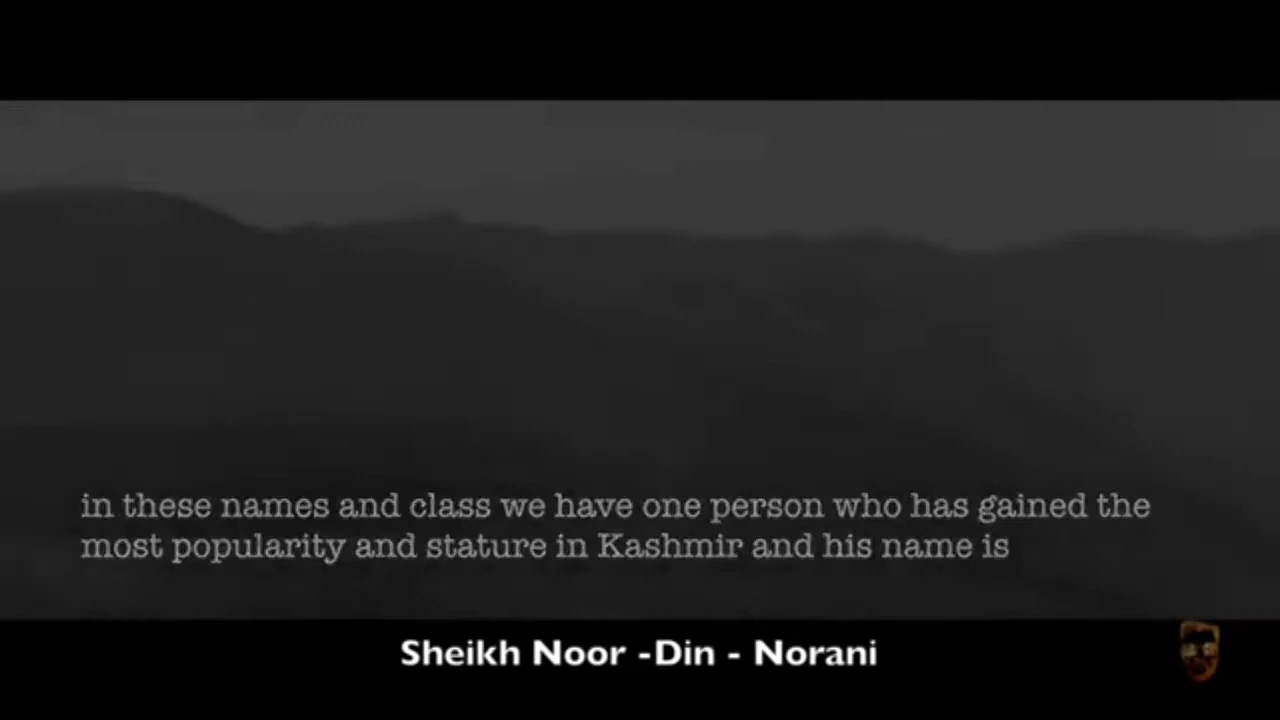 in these names and class we have one person who has gained the
most popularity and stature in Kashmir and his name is
Sheikh Noor -Din - Norani